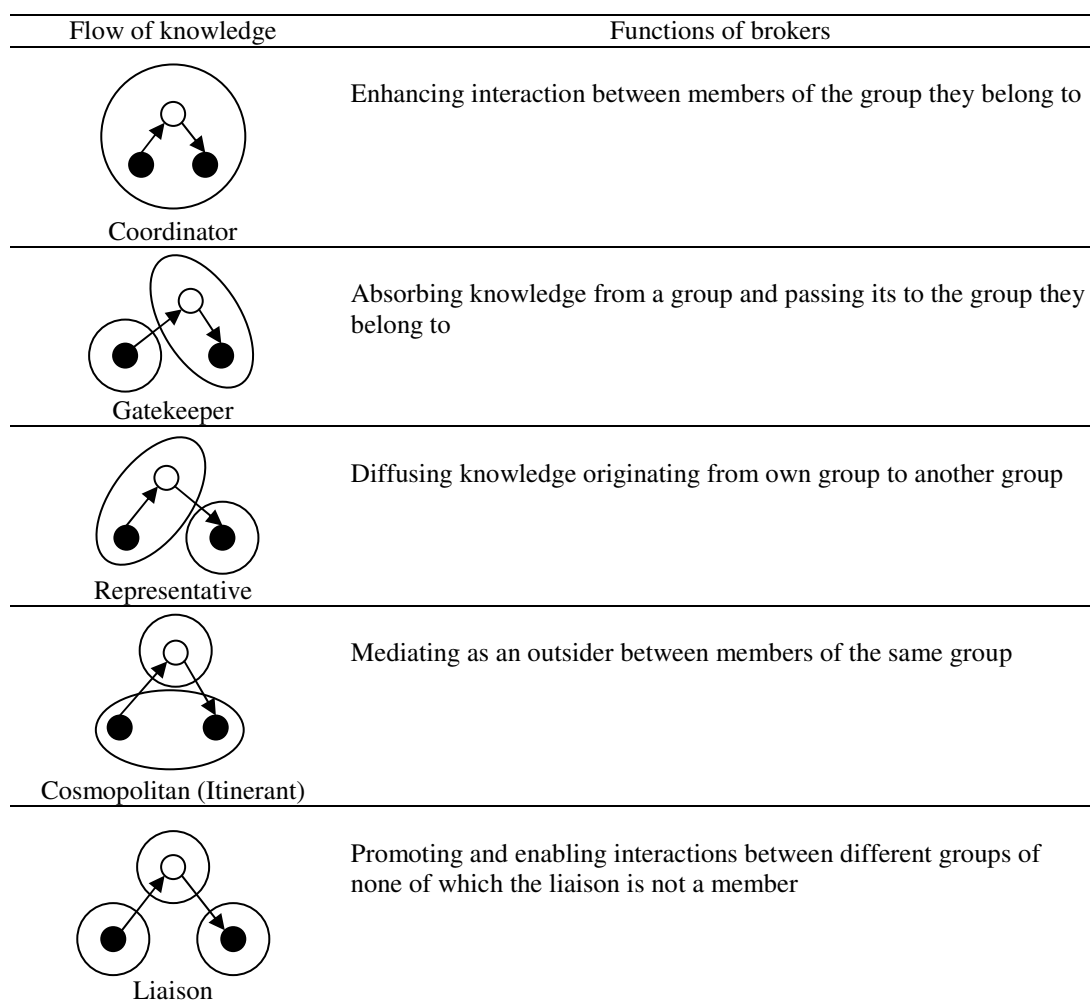 Flow of knowledge
Functions of brokers
Enhancing interaction between members of the group they belong to
Coordinator
Absorbing knowledge from a group and passing its to the group they
belong to
Gatekeeper
Diffusing knowledge originating from own group to another group
Representative
Mediating as an outsider between members of the same group
Cosmopolitan (Itinerant)
Promoting and enabling interactions between different groups of
none of which the liaison is not a member
Liaison